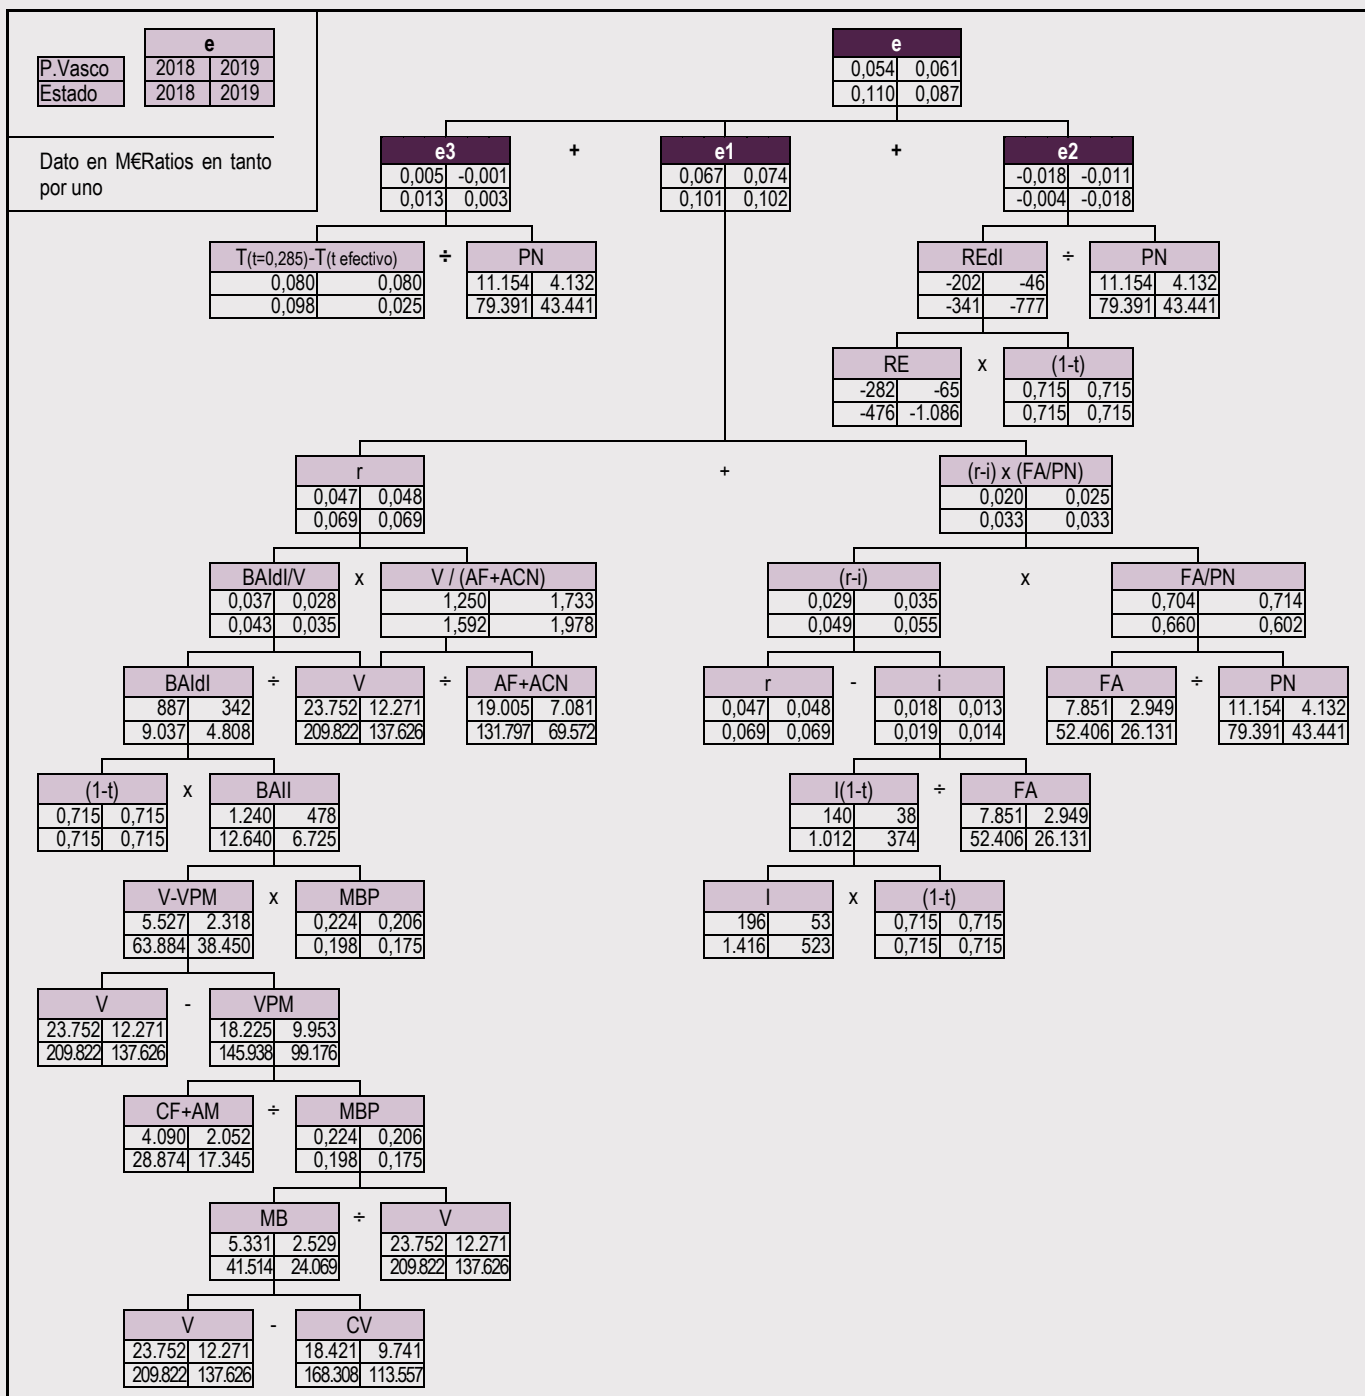 e
P.Vasco 2018 2019
Estado 2018 2019
Dato en M€Ratios en tanto
por uno
e
0,054 0,061
0,110 0,087
e3 + e1 + e2
0,005 -0,001 0,067 0,074 -0,018 -0,011
0,013 0,003 0,101 0,102 -0,004 -0,018
T(t=0,285)-T(t efectivo) ÷ PN REdI ÷ PN
0,080 0,080 11.154 4.132 -202 -46 11.154 4.132
0,098 0,025 79.391 43.441 -341 -777 79.391 43.441
RE x (1-t)
-282 -65 0,715 0,715
-476 -1.086 0,715 0,715
r + (r-i) x (FA/PN)
0,047 0,048 0,020 0,025
0,069 0,069 0,033 0,033
BAIdI/V x V / (AF+ACN) (r-i) x FA/PN
0,037 0,028 1,250 1,733 0,029 0,035 0,704 0,714
0,043 0,035 1,592 1,978 0,049 0,055 0,660 0,602
BAIdI ÷ V ÷ AF+ACN r - i FA ÷ PN
887 342 23.752 12.271 19.005 7.081 0,047 0,048 0,018 0,013 7.851 2.949 11.154 4.132
9.037 4.808 209.822 137.626 131.797 69.572 0,069 0,069 0,019 0,014 52.406 26.131 79.391 43.441
(1-t) x BAII I(1-t) ÷ FA
0,715 0,715 1.240 478 140 38 7.851 2.949
0,715 0,715 12.640 6.725 1.012 374 52.406 26.131
V-VPM x MBP I x (1-t)
5.527 2.318 0,224 0,206 196 53 0,715 0,715
63.884 38.450 0,198 0,175 1.416 523 0,715 0,715
V - VPM
23.752 12.271 18.225 9.953
209.822 137.626 145.938 99.176
CF+AM ÷ MBP
4.090 2.052 0,224 0,206
28.874 17.345 0,198 0,175
MB ÷ V
5.331 2.529 23.752 12.271
41.514 24.069 209.822 137.626
V - CV
23.752 12.271 18.421 9.741
209.822 137.626 168.308 113.557